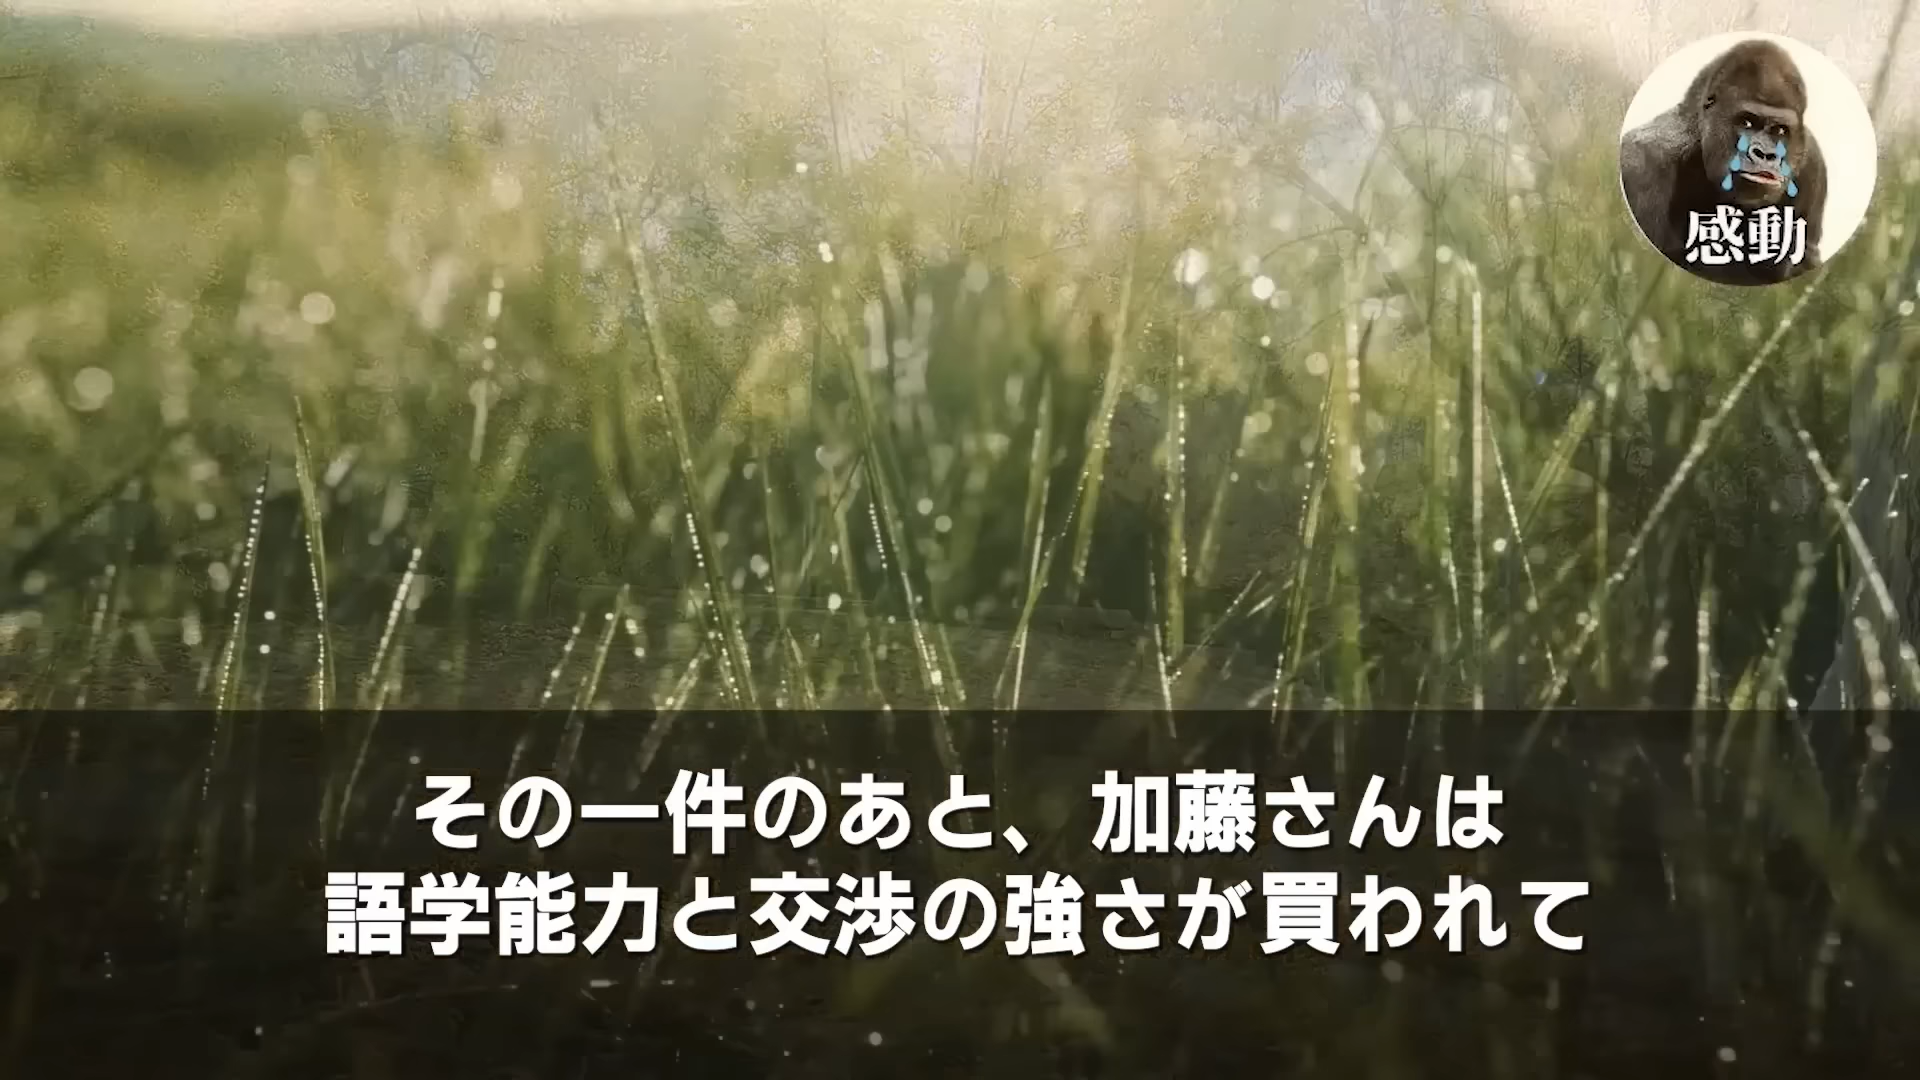 感動
その一件のあと、加藤さんは
語学能力と交渉の強さが買われて